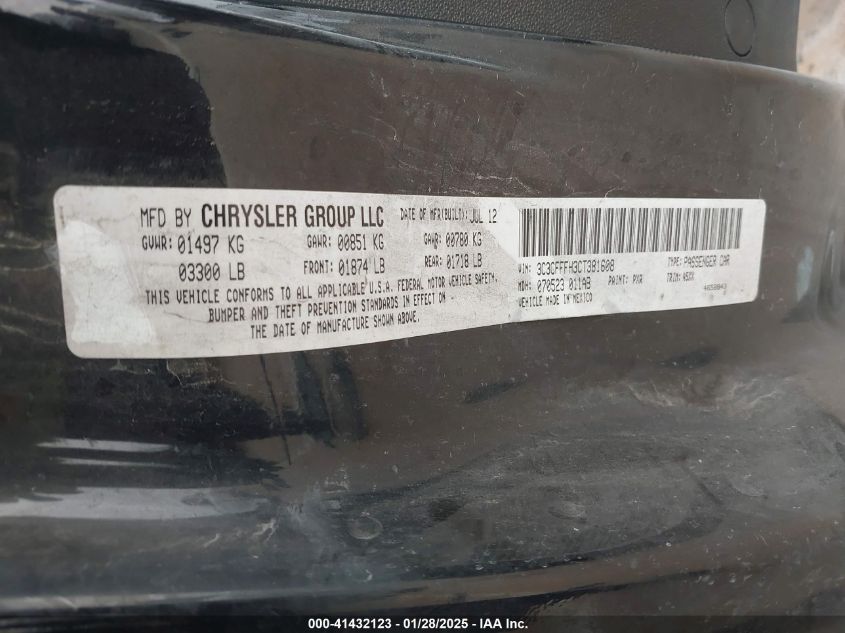 MFD BY CHRYSLER GROUP LLC DATE OF MFR(BUILT): JUL 12
GVWR: 01497 KG GAWR: 00851 KG GAWR: 00780 KG
03300 LB FRONT: 01874 LB REAR: 01718 LB
THIS VEHICLE CONFORMS TO ALL APPLICABLE U.S.A. FEDERAL MOTOR VEHICLE SAFETY,
BUMPER AND THEFT PREVENTION STANDARDS IN EFFECT ON
THE DATE OF MANUFACTURE SHOWN ABOVE.
VIN: 3C3CFFFH3CT381608 TYPE: PASSENGER CAR
MDH: 070523 011AB PAINT: PXR TRIM:
VEHICLE MADE IN MEXICO
000-41432123 - 01/28/2025 - IAA Inc.